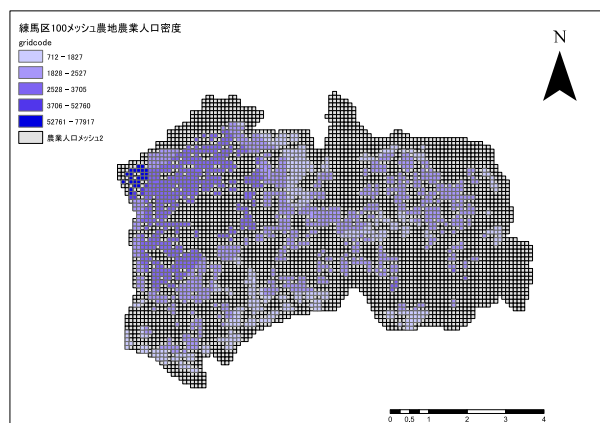 練馬区100メッシュ農地農業人口密度
gridcode
712 - 1827
1828 - 2527
2528 - 3705
3706 - 52760
52761 - 77917
農業人口メッシュ2
N
0 0.5 1 2 3 4